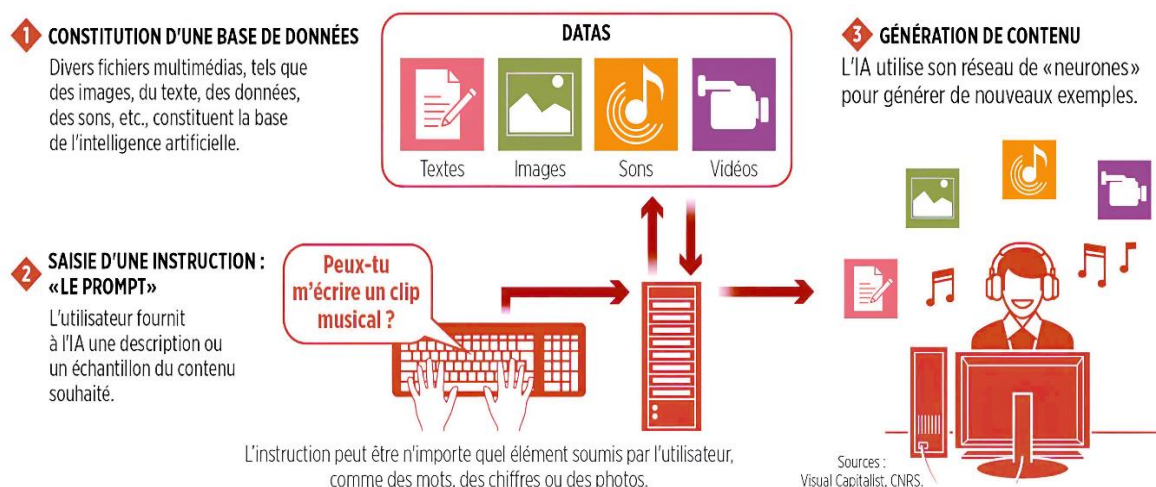 1 CONSTITUTION D'UNE BASE DE DONNÉES
Divers fichiers multimédias, tels que
des images, du texte, des données,
des sons, etc., constituent la base
de l'intelligence artificielle.
DATAS
Textes
Images
Sons
Vidéos
2 SAISIE D'UNE INSTRUCTION :
«LE PROMPT»
L'utilisateur fournit
à l'IA une description ou
un échantillon du contenu
souhaité.
Peux-tu
m'écrire un clip
musical ?
L'instruction peut être n'importe quel élément soumis par l'utilisateur,
comme des mots, des chiffres ou des photos.
3 GÉNÉRATION DE CONTENU
L'IA utilise son réseau de «neurones»
pour générer de nouveaux exemples.
Sources :
Visual Capitalist, CNRS.